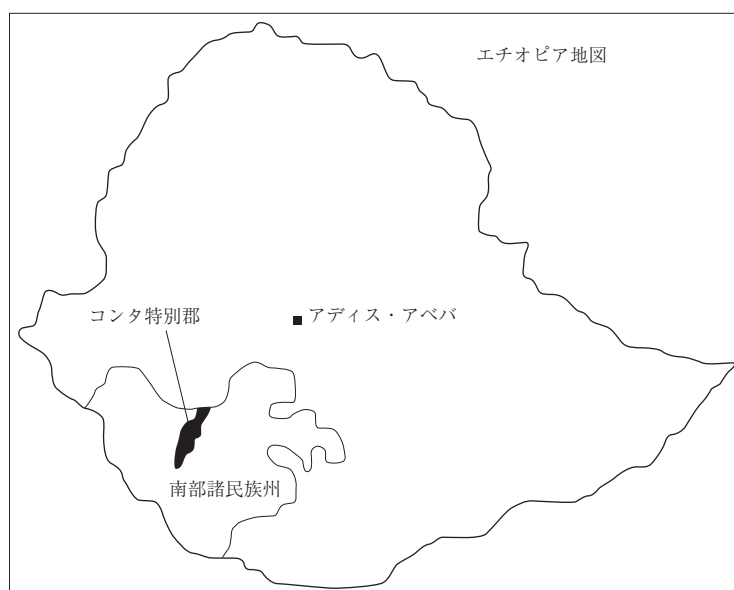 エチオピア地図
コンタ特別郡
アディス・アベバ
南部諸民族州